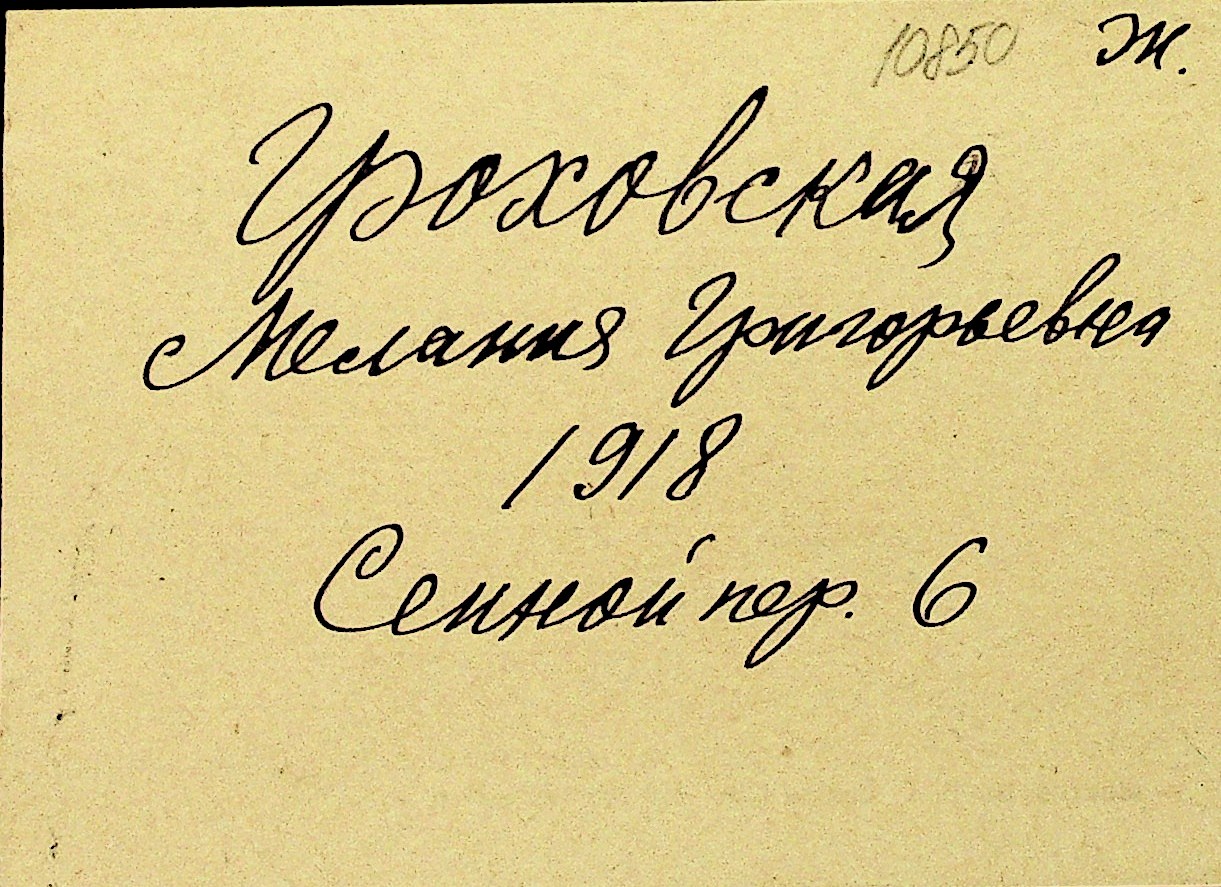 10850 Ж.
Гроховская
Мелания Григорьевна
1918
Сенной пер. 6